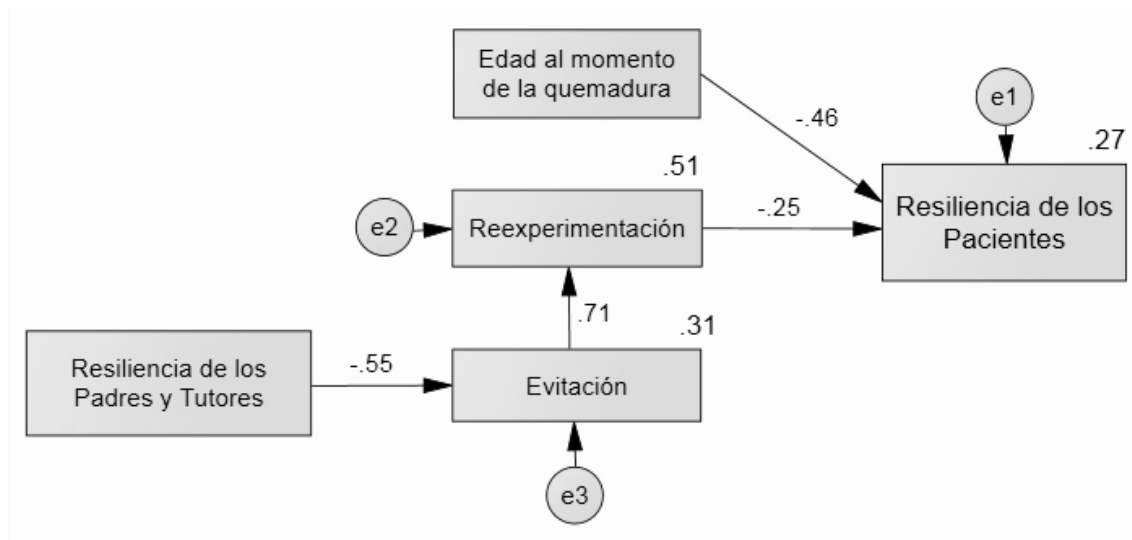 Edad al momento
de la quemadura
e1
-.46
.27
.51
Resiliencia de los
Pacientes
e2
Reexperimentación
-.25
.71
.31
Resiliencia de los
Padres y Tutores
-.55
Evitación
e3